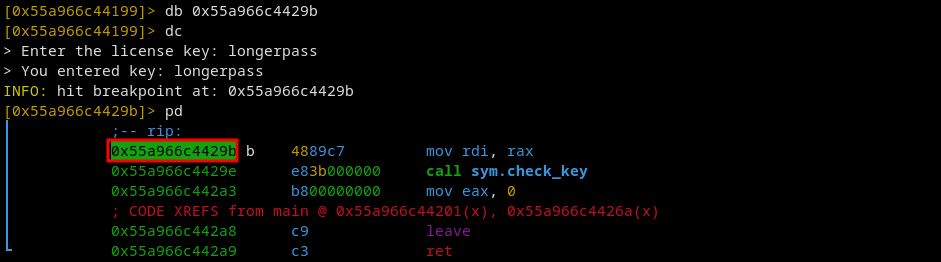 [0x55a966c44199]> db 0x55a966c4429b
[0x55a966c44199]> dc
> Enter the license key: longerpass
> You entered key: longerpass
INFO: hit breakpoint at: 0x55a966c4429b
[0x55a966c4429b]> pd
;-- rip:
0x55a966c4429b b 4889c7 mov rdi, rax
0x55a966c4429e e83b000000 call sym.check_key
0x55a966c442a3 b800000000 mov eax, 0
; CODE XREFS from main @ 0x55a966c44201(x), 0x55a966c4426a(x)
0x55a966c442a8 c9 leave
0x55a966c442a9 c3 ret